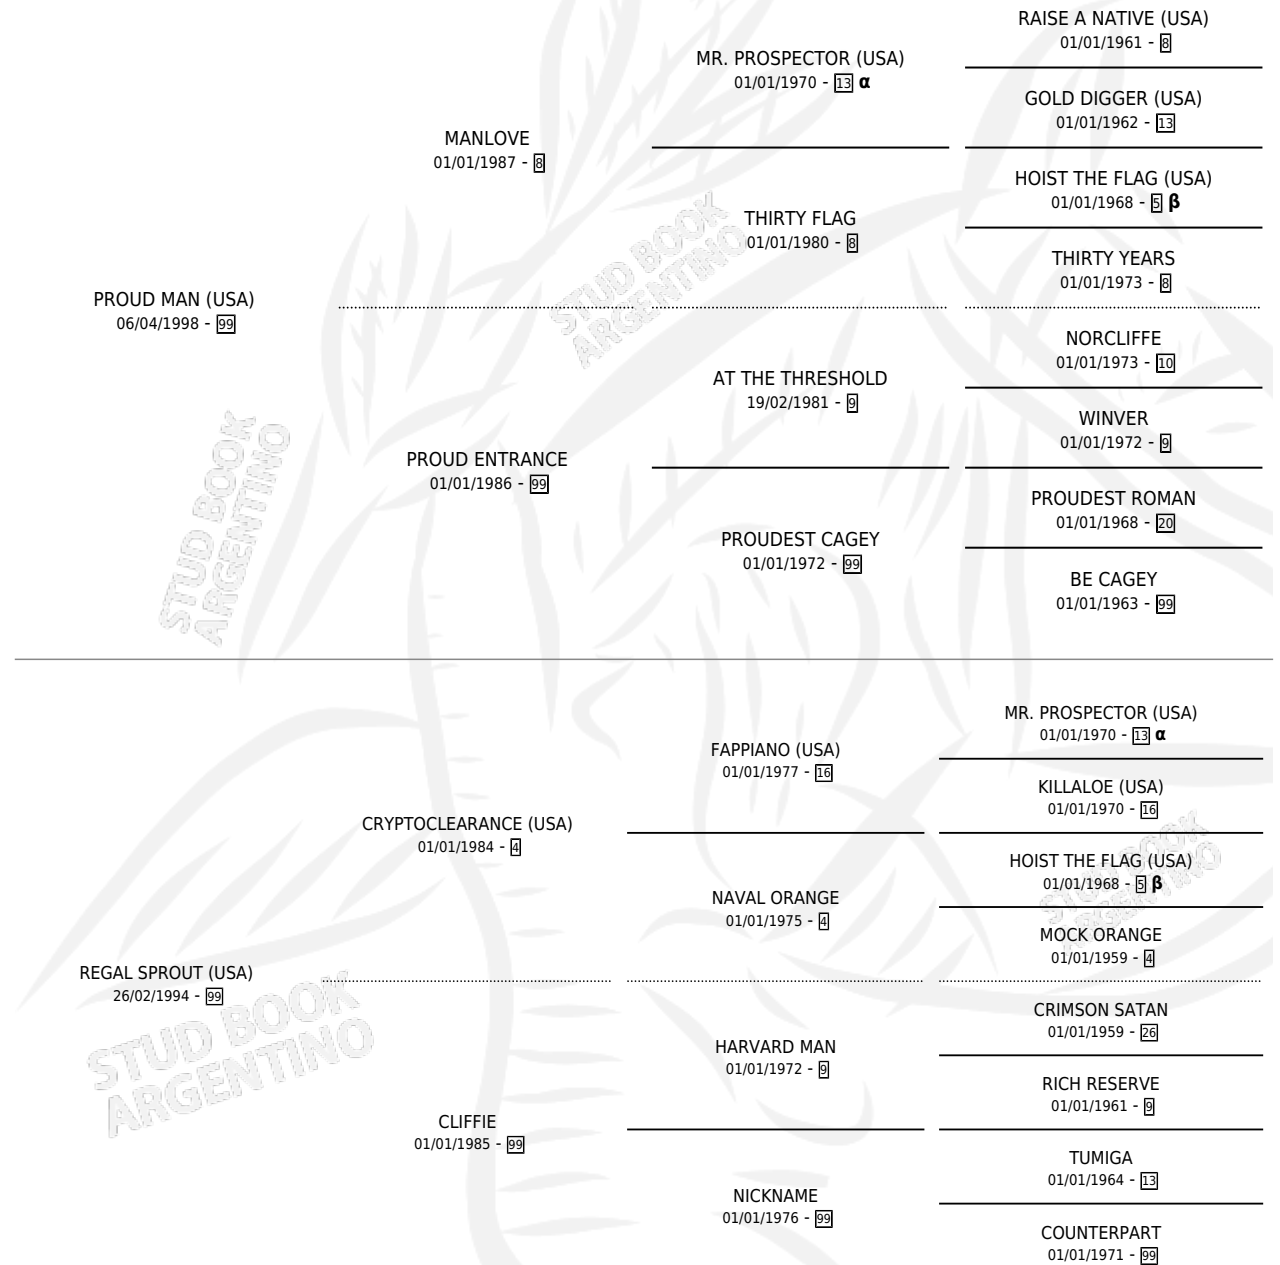 RAISE A NATIVE (USA)
01/01/1961 - 8
MR. PROSPECTOR (USA)
01/01/1970 - 13 α
GOLD DIGGER (USA)
01/01/1962 - 13
MANLOVE
01/01/1987 - 8
HOIST THE FLAG (USA)
01/01/1968 - 5 β
THIRTY FLAG
01/01/1980 - 8
THIRTY YEARS
01/01/1973 - 8
PROUD MAN (USA)
06/04/1998 - 99
NORCLIFFE
01/01/1973 - 10
AT THE THRESHOLD
19/02/1981 - 9
WINVER
01/01/1972 - 9
PROUD ENTRANCE
01/01/1986 - 99
PROUDEST ROMAN
01/01/1968 - 20
PROUDEST CAGEY
01/01/1972 - 99
BE CAGEY
01/01/1963 - 99
MR. PROSPECTOR (USA)
01/01/1970 - 13 α
FAPPIANO (USA)
01/01/1977 - 16
KILLALOE (USA)
01/01/1970 - 16
CRYPTOCLEARANCE (USA)
01/01/1984 - 4
HOIST THE FLAG (USA)
01/01/1968 - 5 β
NAVAL ORANGE
01/01/1975 - 4
MOCK ORANGE
01/01/1959 - 4
REGAL SPROUT (USA)
26/02/1994 - 99
CRIMSON SATAN
01/01/1959 - 26
HARVARD MAN
01/01/1972 - 9
RICH RESERVE
01/01/1961 - 9
CLIFFIE
01/01/1985 - 99
TUMIGA
01/01/1964 - 13
NICKNAME
01/01/1976 - 99
COUNTERPART
01/01/1971 - 99
STUD BOOK
ARGENTINO
STUD BOOK
ARGENTINO
STUD BOOK
ARGENTINO
STUD BOOK
ARGENTINO